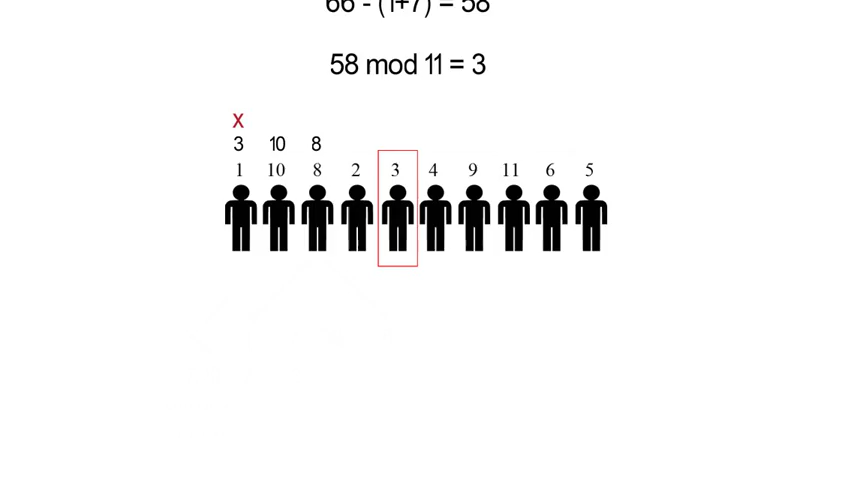 66 - (1+7) = 58
58 mod 11 = 3
X
3 10 8
1 10 8 2 3 4 9 11 6 5